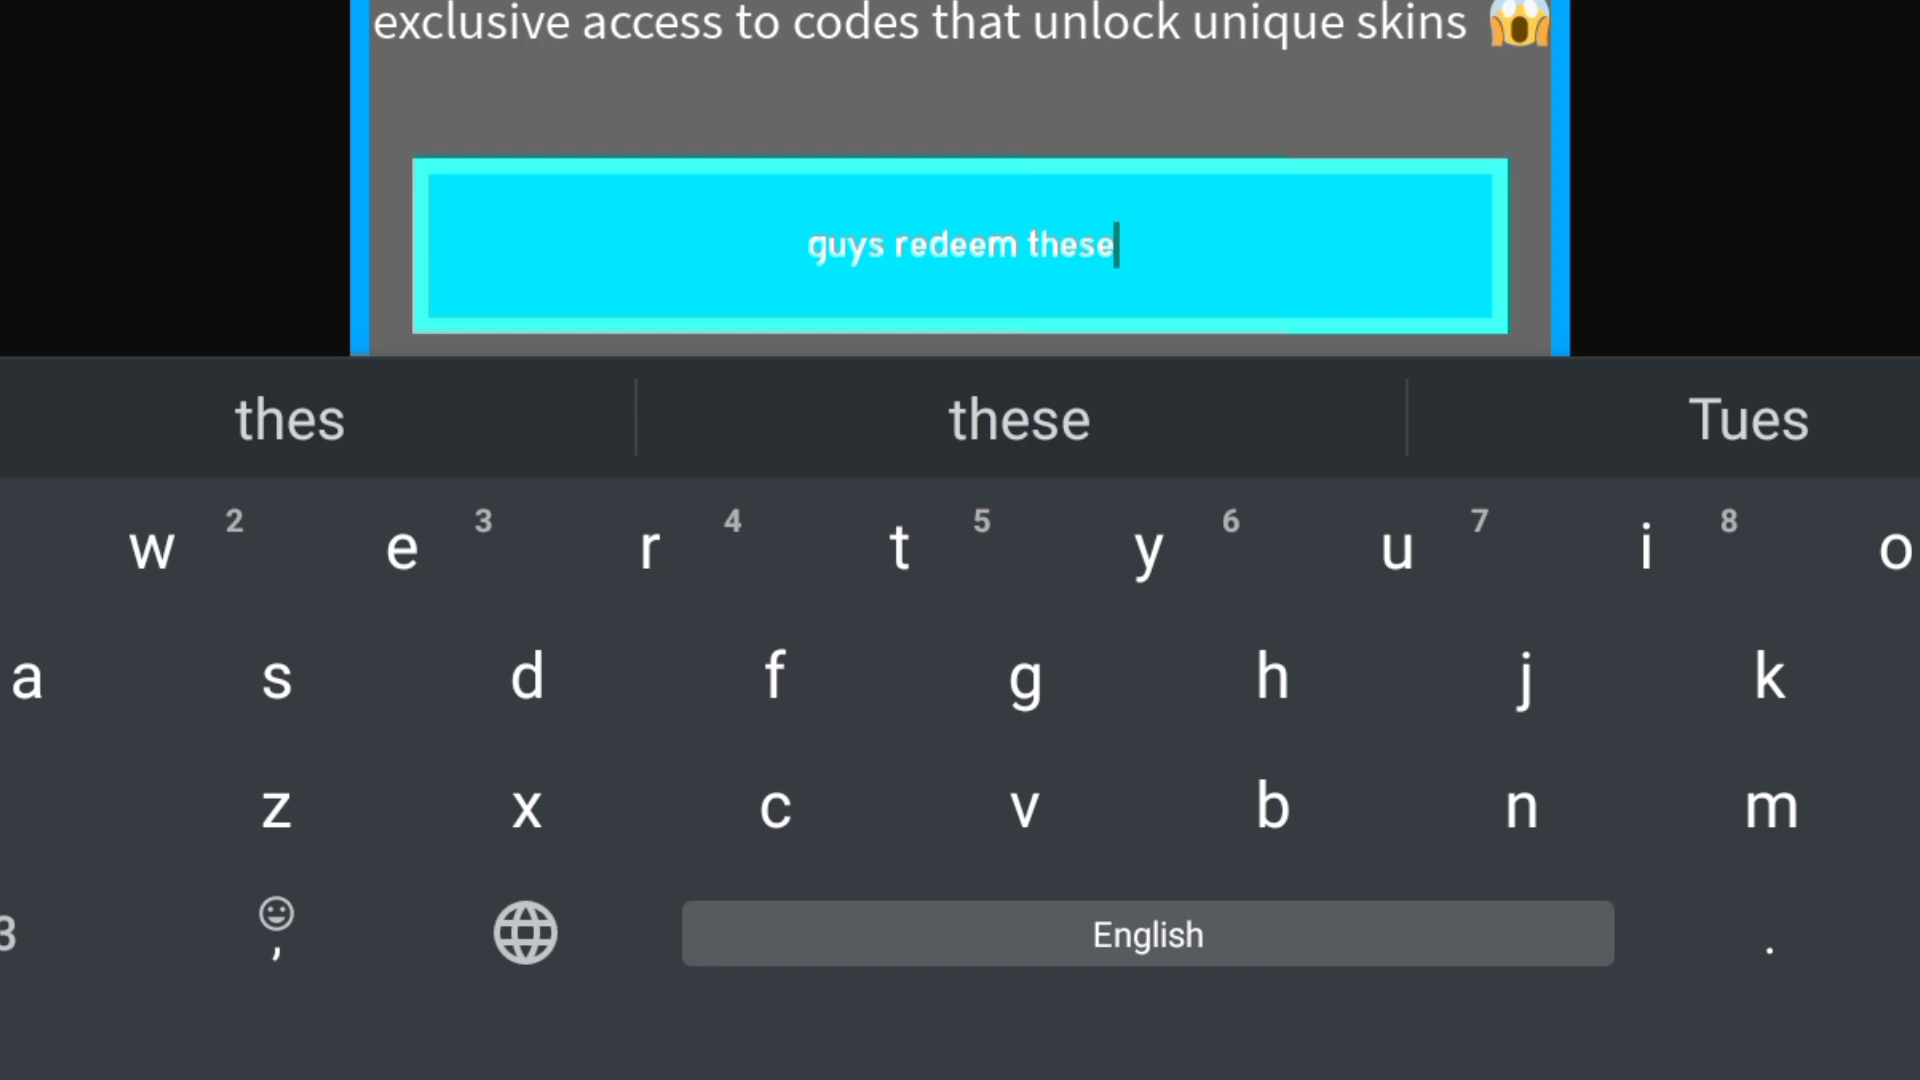 exclusive access to codes that unlock unique skins 😱
guys redeem these
thes these Tues
w 2 e 3 r 4 t 5 y 6 u 7 i 8 o
a s d f g h j k
z x c v b n m
3 , English .